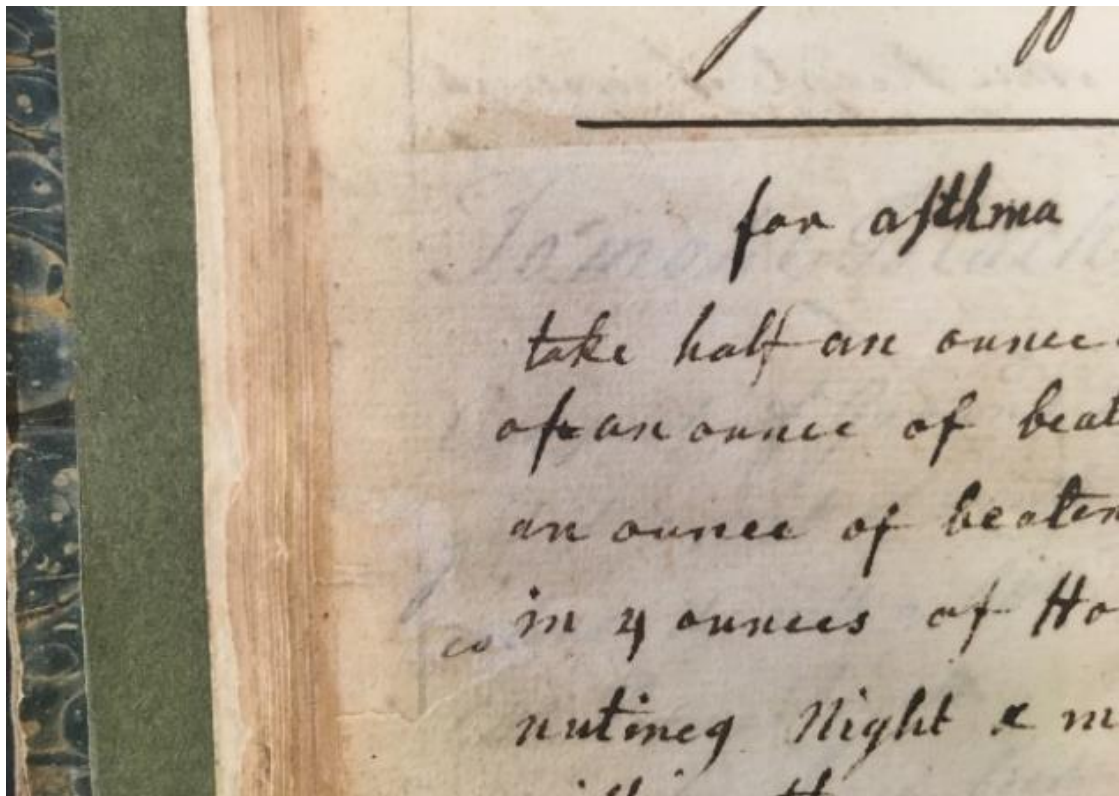 for asthma
take half an ounce
of an ounce of beat
an ounce of beaten
in 4 ounces of Ho
nutmeg Night & m